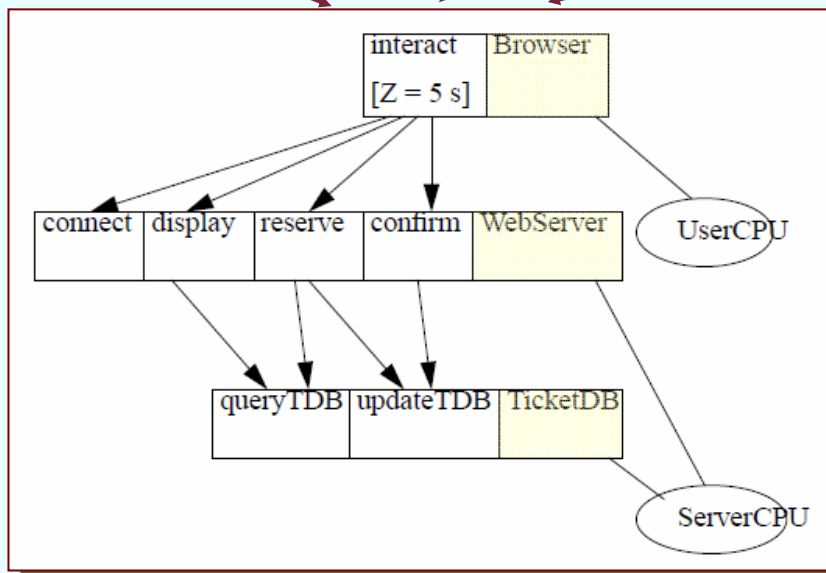 interact Browser
[Z = 5 s]
connect display reserve confirm WebServer UserCPU
queryTDB updateTDB TicketDB
ServerCPU